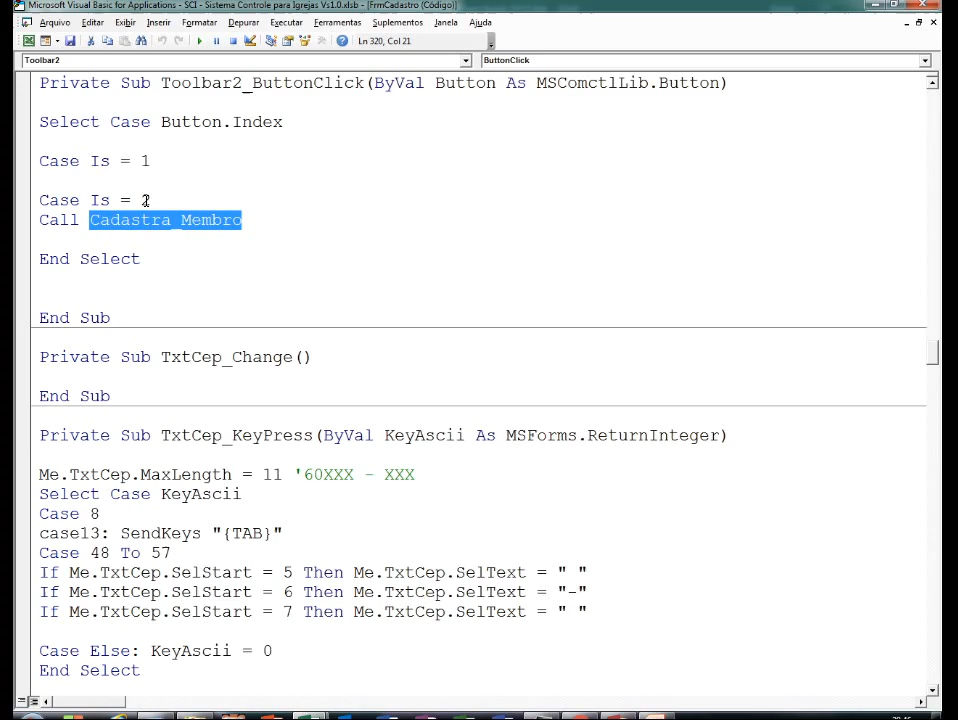 Microsoft Visual Basic for Applications - SCI - Sistema Controle para Igrejas Vs1.0.xlsb - [FrmCadastro (Código)]
Arquivo Editar Exibir Inserir Formatar Depurar Executar Ferramentas Suplementos Janela Ajuda
Ln 320, Col 21
Toolbar2 ButtonClick
Private Sub Toolbar2_ButtonClick(ByVal Button As MSComctlLib.Button)
Select Case Button.Index
Case Is = 1
Case Is = 2
Call Cadastra_Membro
End Select
End Sub
Private Sub TxtCep_Change()
End Sub
Private Sub TxtCep_KeyPress(ByVal KeyAscii As MSForms.ReturnInteger)
Me.TxtCep.MaxLength = 11 '60XXX - XXX
Select Case KeyAscii
Case 8
case13: SendKeys "{TAB}"
Case 48 To 57
If Me.TxtCep.SelStart = 5 Then Me.TxtCep.SelText = " "
If Me.TxtCep.SelStart = 6 Then Me.TxtCep.SelText = "-"
If Me.TxtCep.SelStart = 7 Then Me.TxtCep.SelText = " "
Case Else: KeyAscii = 0
End Select